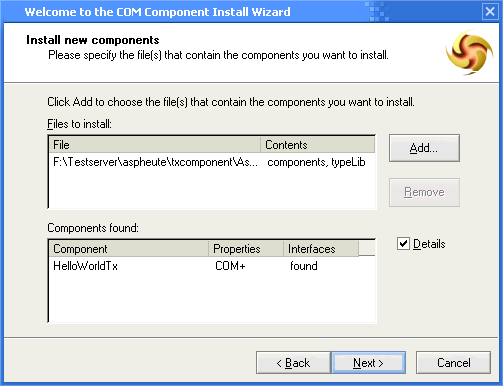 Welcome to the COM Component Install Wizard
Install new components
Please specify the file(s) that contain the components you want to install.
Click Add to choose the file(s) that contain the components you want to install.
Files to install:
File Contents
F:\Testserver\aspheute\txcomponent\As... components, typeLib
Add...
Remove
Components found:
Component Properties Interfaces
HelloWorldTx COM+ found
Details
< Back Next > Cancel